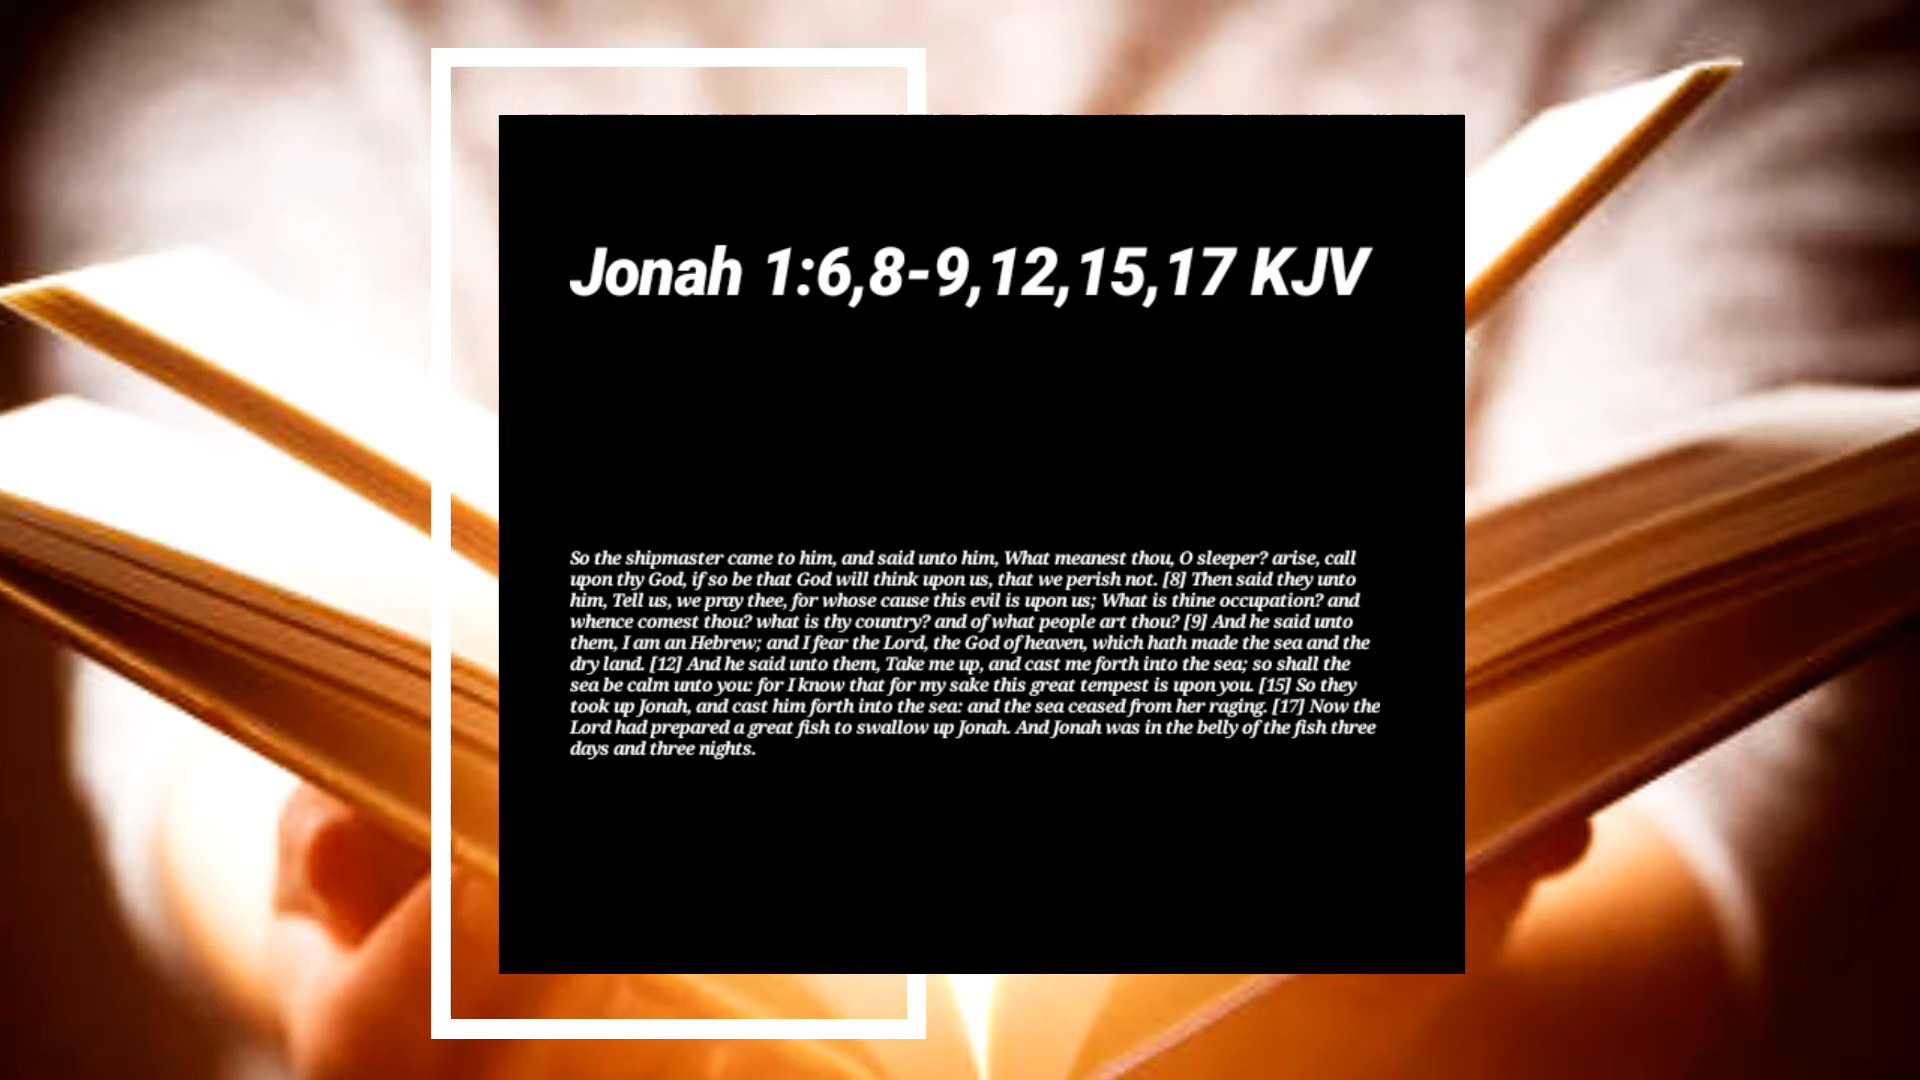 Jonah 1:6,8-9,12,15,17 KJV
So the shipmaster came to him, and said unto him, What meanest thou, O sleeper? arise, call
upon thy God, if so be that God will think upon us, that we perish not. [8] Then said they unto
him, Tell us, we pray thee, for whose cause this evil is upon us; What is thine occupation? and
whence comest thou? what is thy country? and of what people art thou? [9] And he said unto
them, I am an Hebrew; and I fear the Lord, the God of heaven, which hath made the sea and the
dry land. [12] And he said unto them, Take me up, and cast me forth into the sea; so shall the
sea be calm unto you: for I know that for my sake this great tempest is upon you. [15] So they
took up Jonah, and cast him forth into the sea: and the sea ceased from her raging. [17] Now the
Lord had prepared a great fish to swallow up Jonah. And Jonah was in the belly of the fish three
days and three nights.